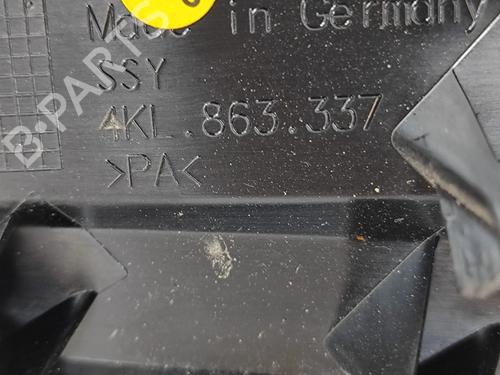 Made in Germany
SSY
4KL.863.337
>PA<
B-PARTS